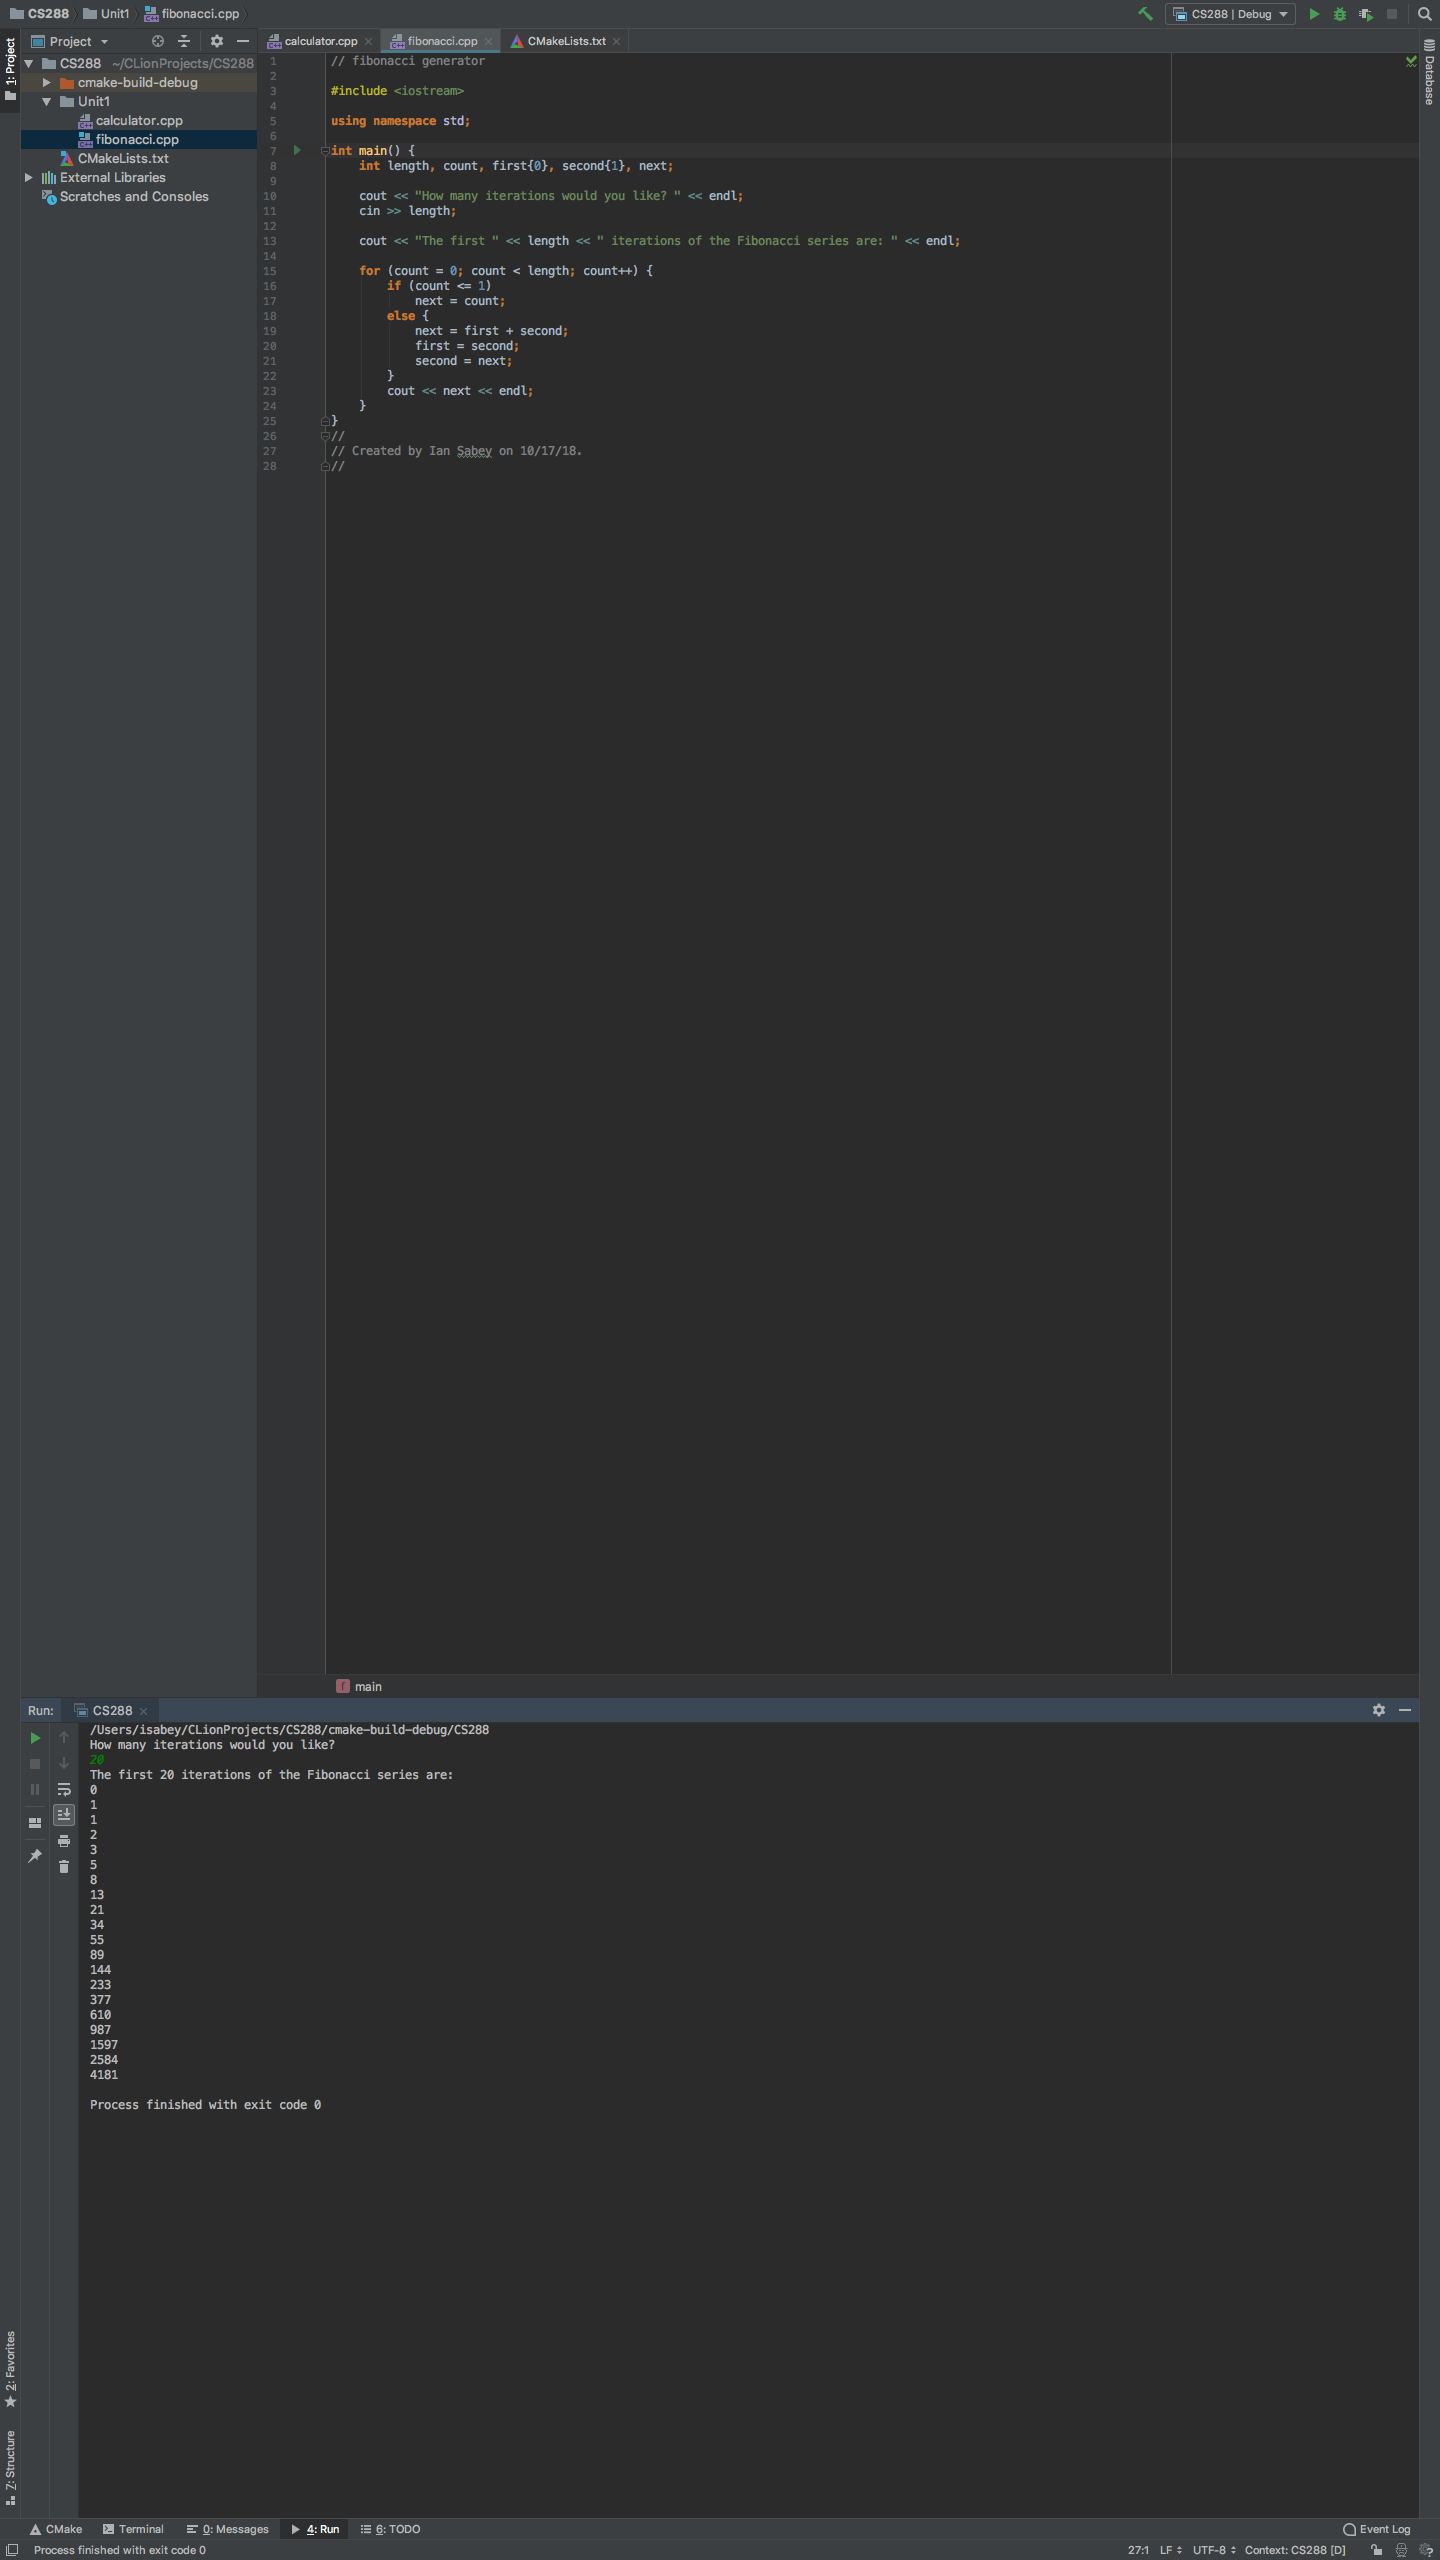 CS288 Unit1 fibonacci.cpp CS288 | Debug
1: Project
Project
calculator.cpp fibonacci.cpp CMakeLists.txt
Database
CS288 ~/CLionProjects/CS288
cmake-build-debug
Unit1
calculator.cpp
fibonacci.cpp
CMakeLists.txt
External Libraries
Scratches and Consoles
1 // fibonacci generator
2
3 #include <iostream>
4
5 using namespace std;
6
7 int main() {
8 int length, count, first{0}, second{1}, next;
9
10 cout << "How many iterations would you like? " << endl;
11 cin >> length;
12
13 cout << "The first " << length << " iterations of the Fibonacci series are: " << endl;
14
15 for (count = 0; count < length; count++) {
16 if (count <= 1)
17 next = count;
18 else {
19 next = first + second;
20 first = second;
21 second = next;
22 }
23 cout << next << endl;
24 }
25 }
26 //
27 // Created by Ian Sabey on 10/17/18.
28 //
f main
Run: CS288
/Users/isabey/CLionProjects/CS288/cmake-build-debug/CS288
How many iterations would you like?
20
The first 20 iterations of the Fibonacci series are:
0
1
1
2
3
5
8
13
21
34
55
89
144
233
377
610
987
1597
2584
4181
Process finished with exit code 0
2: Favorites
7: Structure
CMake Terminal 0: Messages 4: Run 6: TODO Event Log
Process finished with exit code 0 27:1 LF UTF-8 Context: CS288 [D]